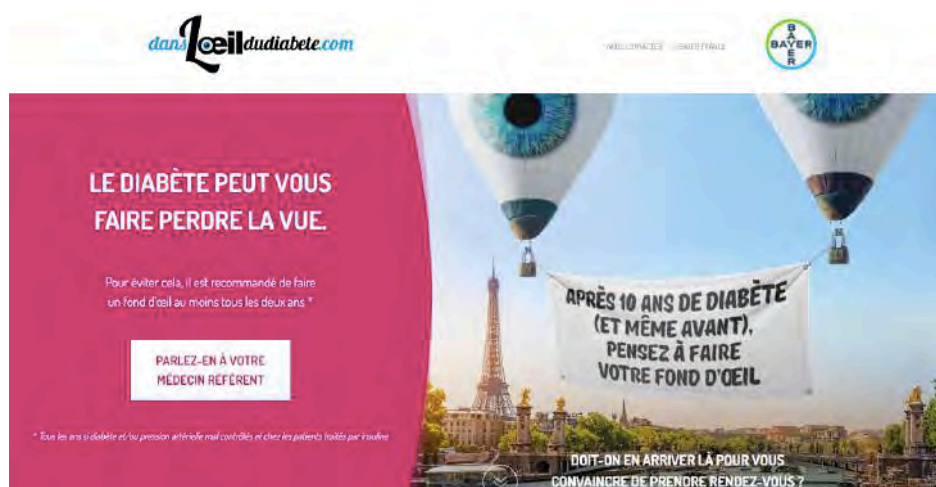 dans L'œil dudiabete.com
BAYER
BAYER
LE DIABÈTE PEUT VOUS
FAIRE PERDRE LA VUE.
Pour éviter cela, il est recommandé de faire
un fond d'œil au moins tous les deux ans *
PARLEZ-EN À VOTRE
MÉDECIN RÉFÉRENT
* Tous les ans si diabète et/ou pression artérielle mal contrôlés et chez les patients traités par insuline
APRÈS 10 ANS DE DIABÈTE
(ET MÊME AVANT),
PENSEZ À FAIRE
VOTRE FOND D'ŒIL
DOIT-ON EN ARRIVER LÀ POUR VOUS
CONVAINCRE DE PRENDRE RENDEZ-VOUS ?